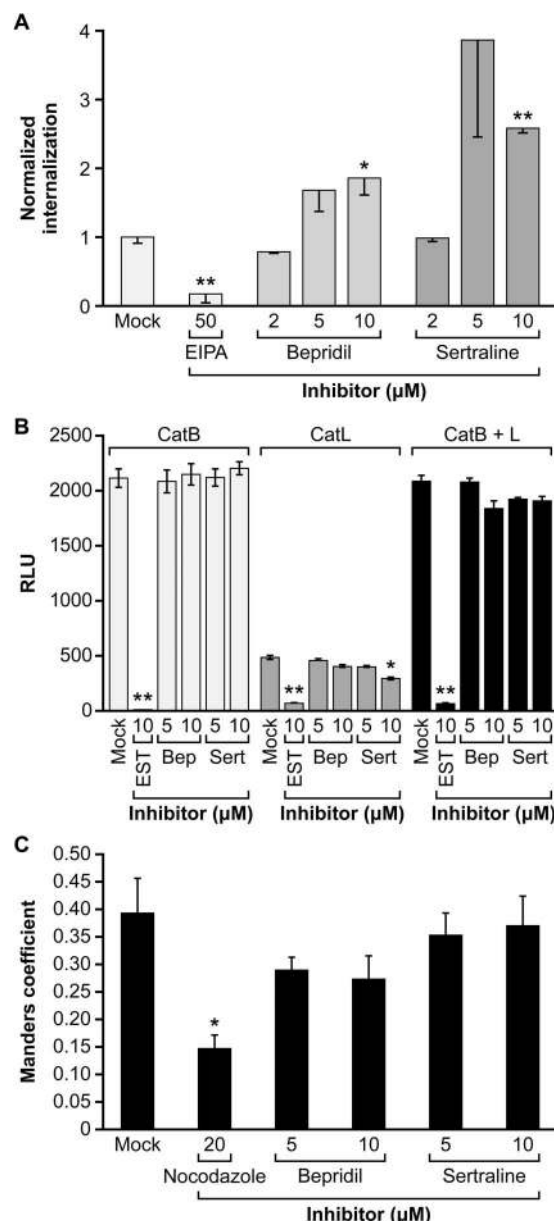 A
Normalized
internalization
4
3
2
1
0
**
*
**
Mock 50 2 5 10 2 5 10
EIPA Bepridil Sertraline
Inhibitor (µM)
B
CatB CatL CatB + L
RLU
2500
2000
1500
1000
500
0
** ** * **
Mock 10 5 10 5 10 Mock 10 5 10 5 10 Mock 10 5 10 5 10
EST Bep Sert EST Bep Sert EST Bep Sert
Inhibitor (µM) Inhibitor (µM) Inhibitor (µM)
C
Manders coefficient
0.50
0.45
0.40
0.35
0.30
0.25
0.20
0.15
0.10
0.05
0
*
Mock 20 5 10 5 10
Nocodazole Bepridil Sertraline
Inhibitor (µM)